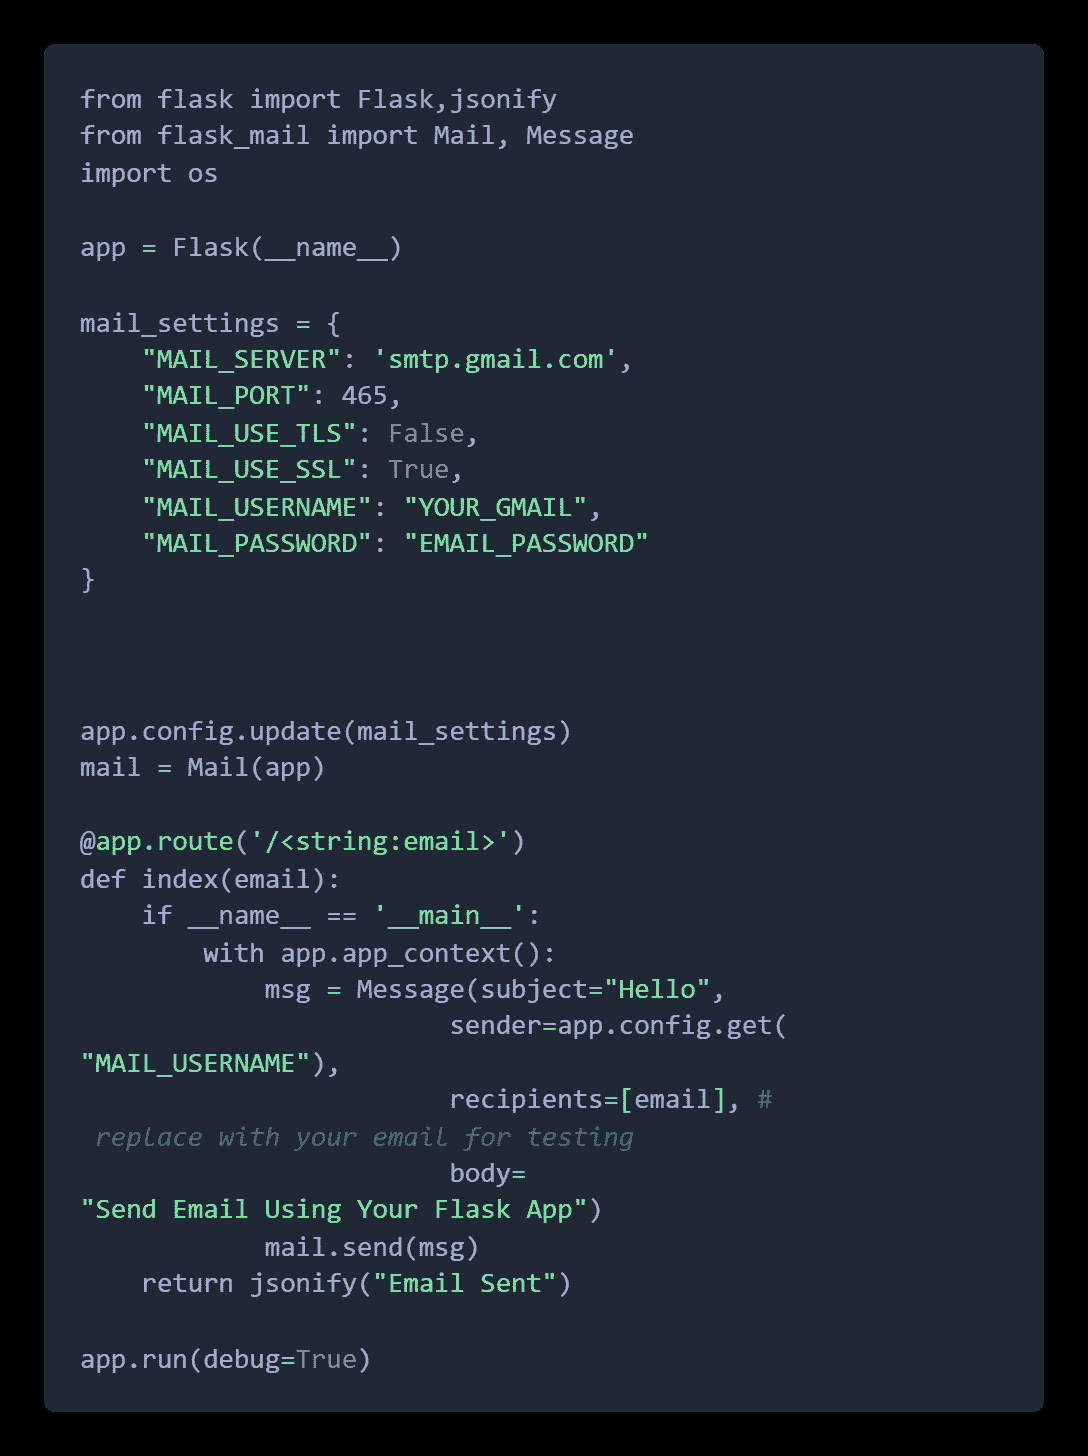 from flask import Flask,jsonify
from flask_mail import Mail, Message
import os

app = Flask(__name__)

mail_settings = {
    "MAIL_SERVER": 'smtp.gmail.com',
    "MAIL_PORT": 465,
    "MAIL_USE_TLS": False,
    "MAIL_USE_SSL": True,
    "MAIL_USERNAME": "YOUR_GMAIL",
    "MAIL_PASSWORD": "EMAIL_PASSWORD"
}

app.config.update(mail_settings)
mail = Mail(app)

@app.route('/<string:email>')
def index(email):
    if __name__ == '__main__':
        with app.app_context():
            msg = Message(subject="Hello",
                        sender=app.config.get(
"MAIL_USERNAME"),
                        recipients=[email], #
 replace with your email for testing
                        body=
"Send Email Using Your Flask App")
            mail.send(msg)
    return jsonify("Email Sent")

app.run(debug=True)